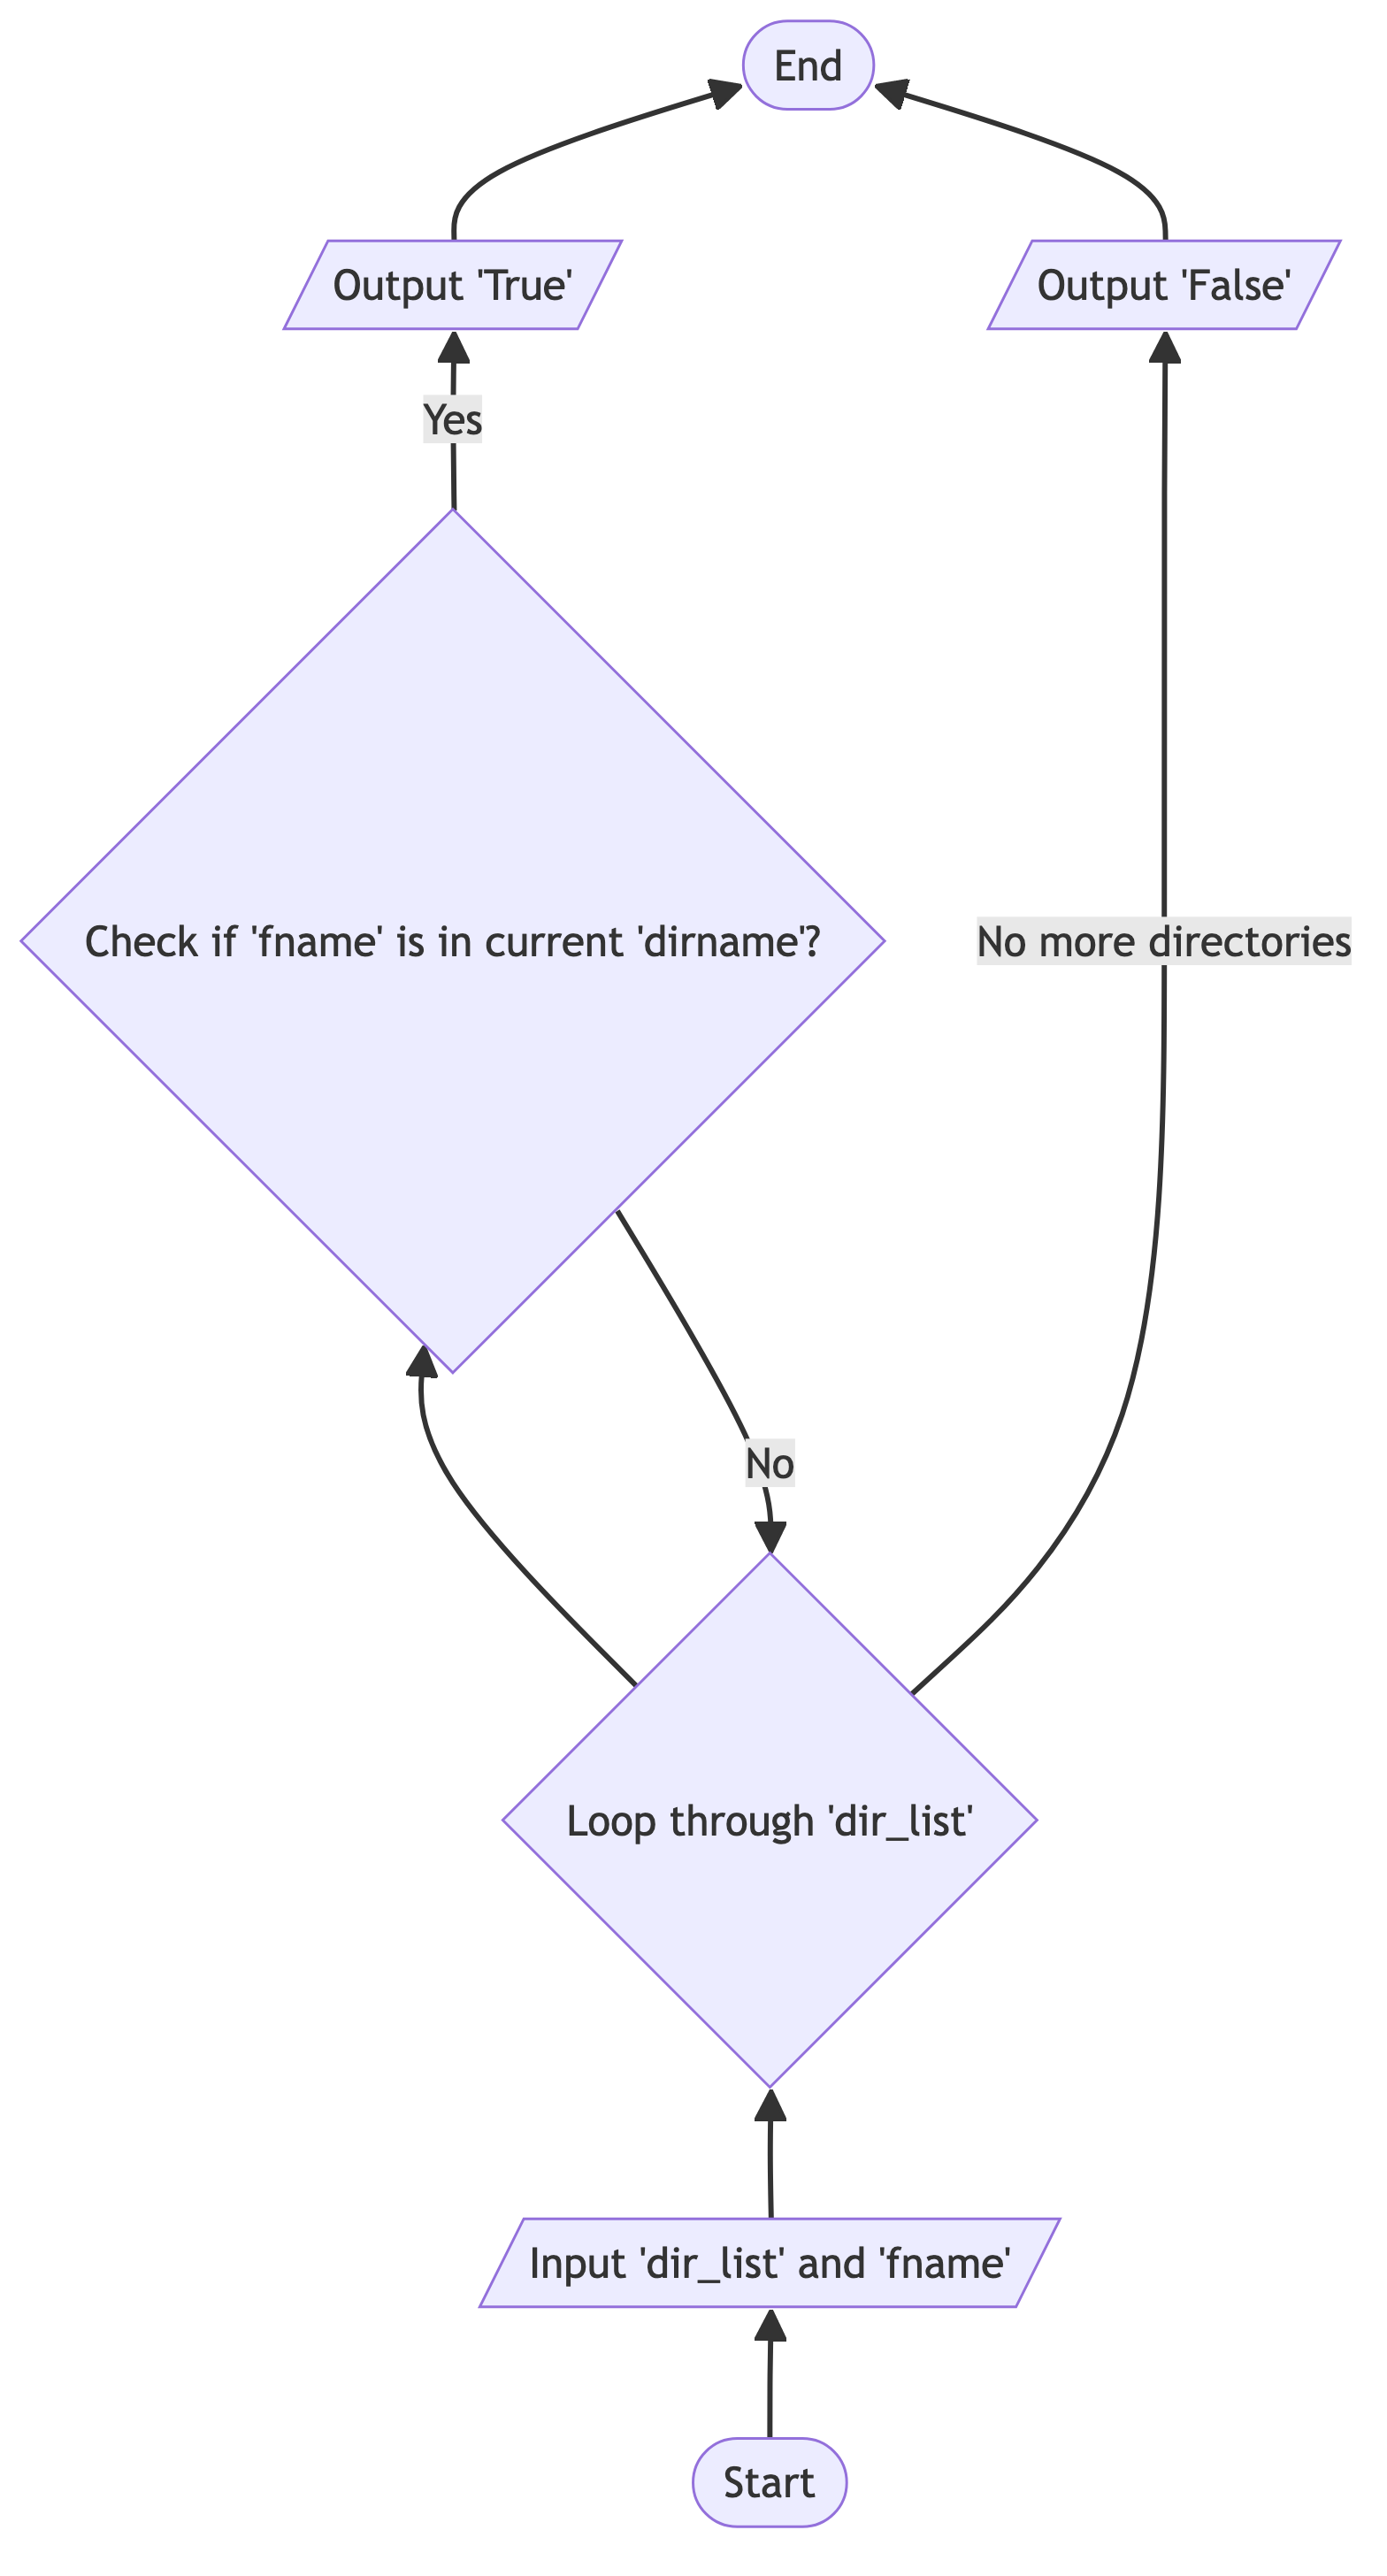 End
Output 'True'
Output 'False'
Yes
Check if 'fname' is in current 'dirname'?
No more directories
No
Loop through 'dir_list'
Input 'dir_list' and 'fname'
Start